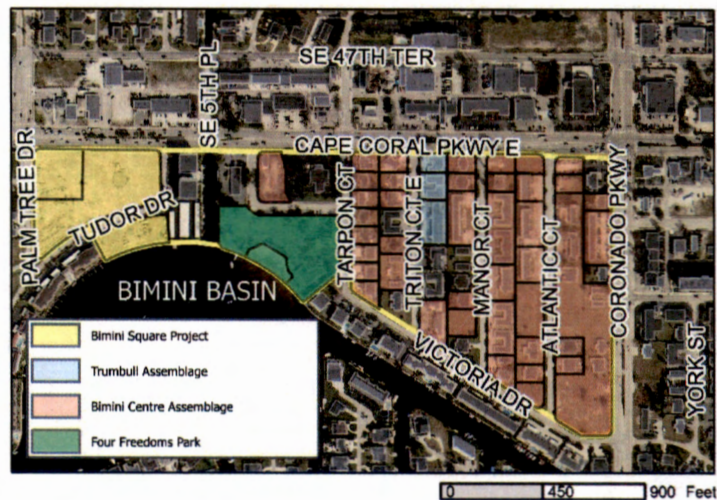 SE 47TH TER
SE 5TH PL
CAPE CORAL PKWY E
PALM TREE DR
TUDOR DR
TARPON CT
TRITON CT E
MANOR CT
ATLANTIC CT
CORONADO PKWY
BIMINI BASIN
VICTORIA DR
YORK ST
Bimini Square Project
Trumbull Assemblage
Bimini Centre Assemblage
Four Freedoms Park
0 450 900 Feet